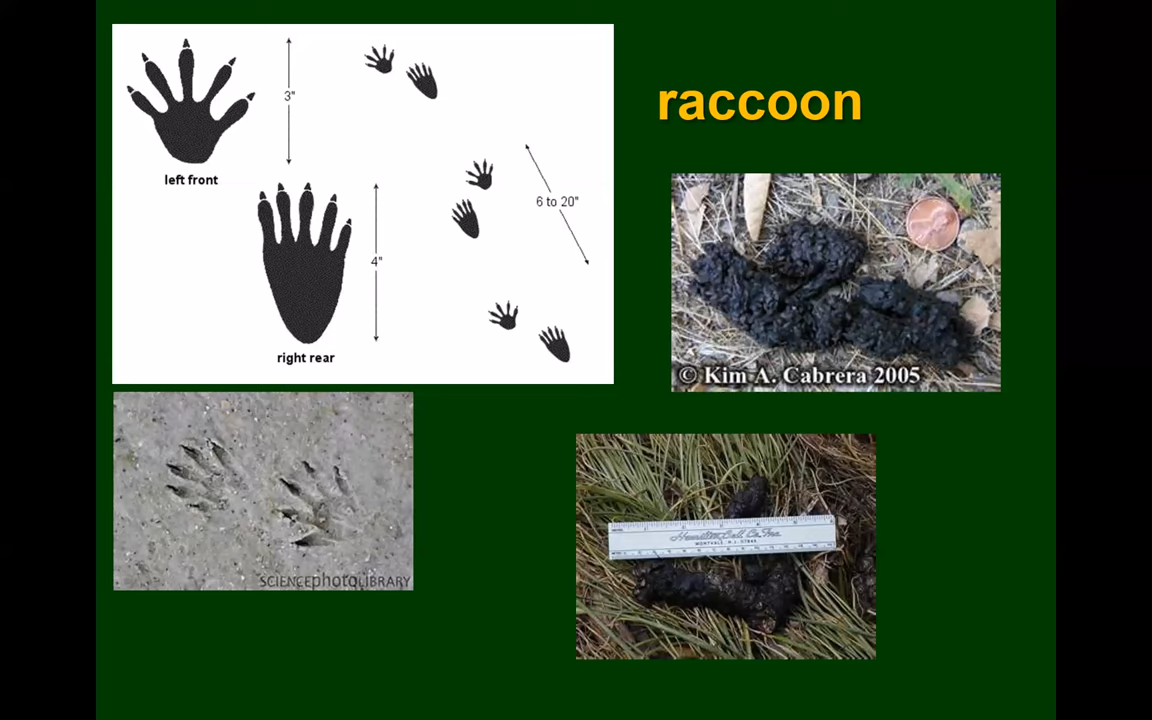 raccoon
3"
left front
6 to 20"
4"
right rear
© Kim A. Cabrera 2005
SCIENCEphotoLIBRARY